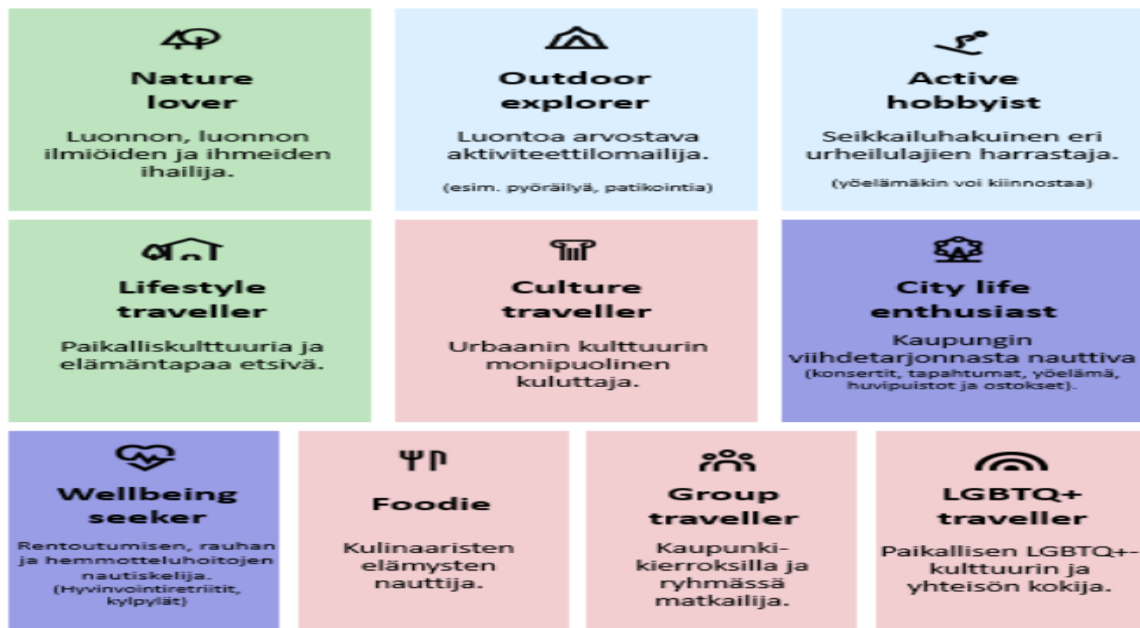 Nature
lover
Luonnon, luonnon
ilmiöiden ja ihmeiden
ihailija.
Outdoor
explorer
Luontoa arvostava
aktiviteettilomailija.
(esim. pyöräilyä, patikointia)
Active
hobbyist
Seikkailuhakuinen eri
urheilulajien harrastaja.
(yöelämäkin voi kiinnostaa)
Lifestyle
traveller
Paikalliskulttuuria ja
elämäntapaa etsivä.
Culture
traveller
Urbaanin kulttuurin
monipuolinen
kuluttaja.
City life
enthusiast
Kaupungin
viihdetarjonnasta nauttiva
(konsertit, tapahtumat, yöelämä,
huvipuistot ja ostokset).
Wellbeing
seeker
Rentoutumisen, rauhan
ja hemmotteluhoitojen
nautiskelija.
(Hyvinvointiretriitit,
kylpylät)
Foodie
Kulinaaristen
elämysten
nauttija.
Group
traveller
Kaupunki-
kierroksilla ja
ryhmässä
matkailija.
LGBTQ+
traveller
Paikallisen LGBTQ+-
kulttuurin ja
yhteisön kokija.